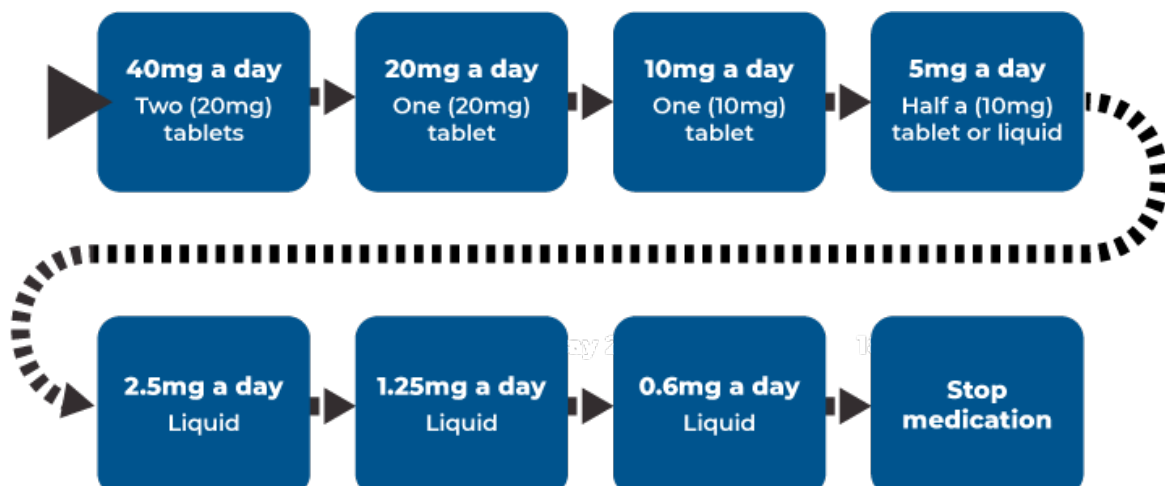 40mg a day
Two (20mg)
tablets
20mg a day
One (20mg)
tablet
10mg a day
One (10mg)
tablet
5mg a day
Half a (10mg)
tablet or liquid
2.5mg a day
Liquid
1.25mg a day
Liquid
0.6mg a day
Liquid
Stop
medication